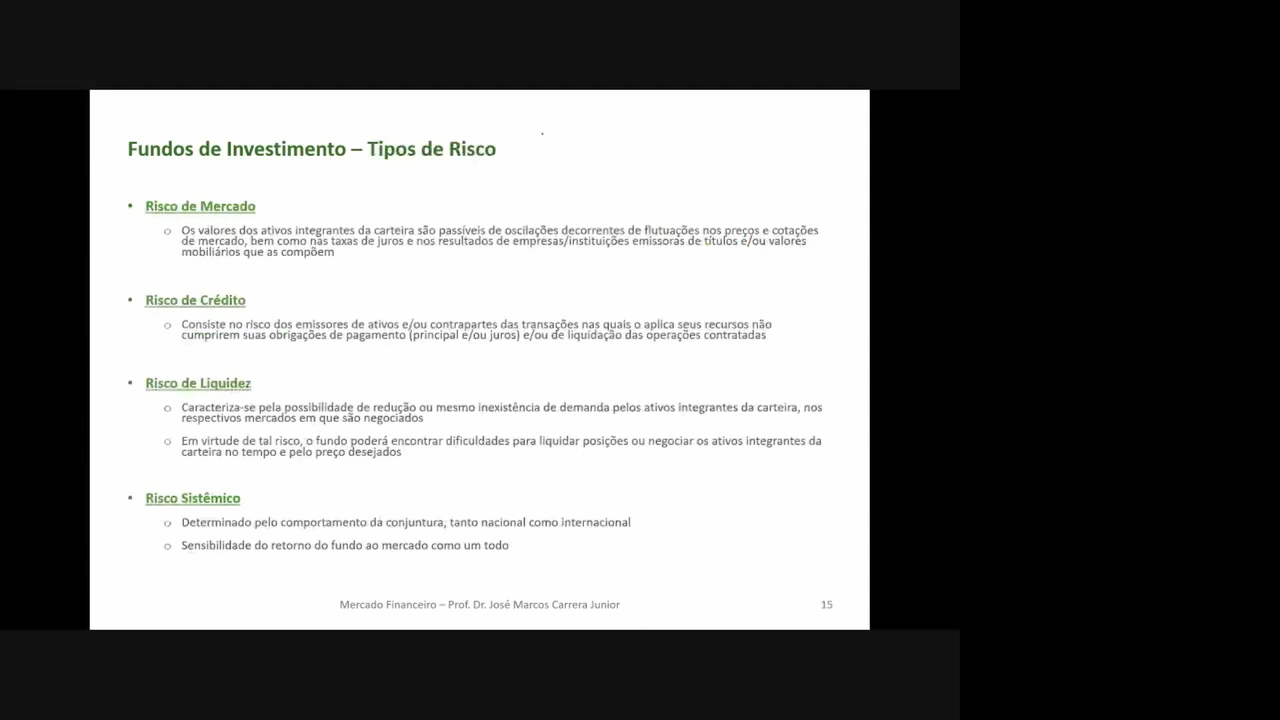 Fundos de Investimento – Tipos de Risco
• Risco de Mercado
○ Os valores dos ativos integrantes da carteira são passíveis de oscilações decorrentes de flutuações nos preços e cotações
de mercado, bem como nas taxas de juros e nos resultados de empresas/instituições emissoras de títulos e/ou valores
mobiliários que as compõem
• Risco de Crédito
○ Consiste no risco dos emissores de ativos e/ou contrapartes das transações nas quais o aplica seus recursos não
cumprirem suas obrigações de pagamento (principal e/ou juros) e/ou de liquidação das operações contratadas
• Risco de Liquidez
○ Caracteriza-se pela possibilidade de redução ou mesmo inexistência de demanda pelos ativos integrantes da carteira, nos
respectivos mercados em que são negociados
○ Em virtude de tal risco, o fundo poderá encontrar dificuldades para liquidar posições ou negociar os ativos integrantes da
carteira no tempo e pelo preço desejados
• Risco Sistêmico
○ Determinado pelo comportamento da conjuntura, tanto nacional como internacional
○ Sensibilidade do retorno do fundo ao mercado como um todo
Mercado Financeiro – Prof. Dr. José Marcos Carrera Junior 15